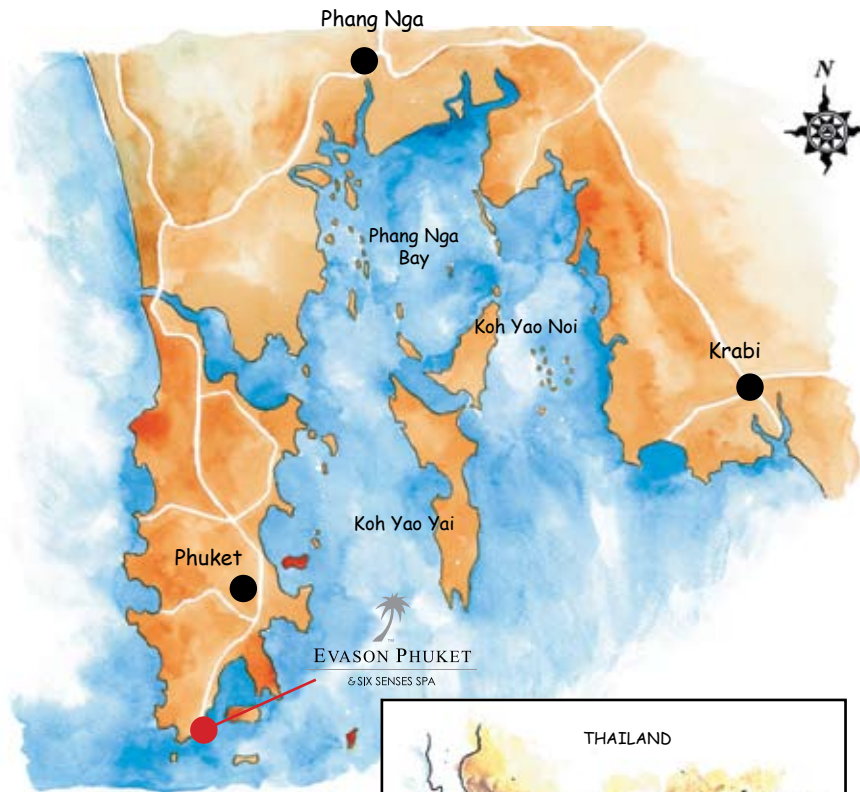 Phang Nga
N
Phang Nga
Bay
Koh Yao Noi
Krabi
Koh Yao Yai
Phuket
EVASON PHUKET
& SIX SENSES SPA
THAILAND